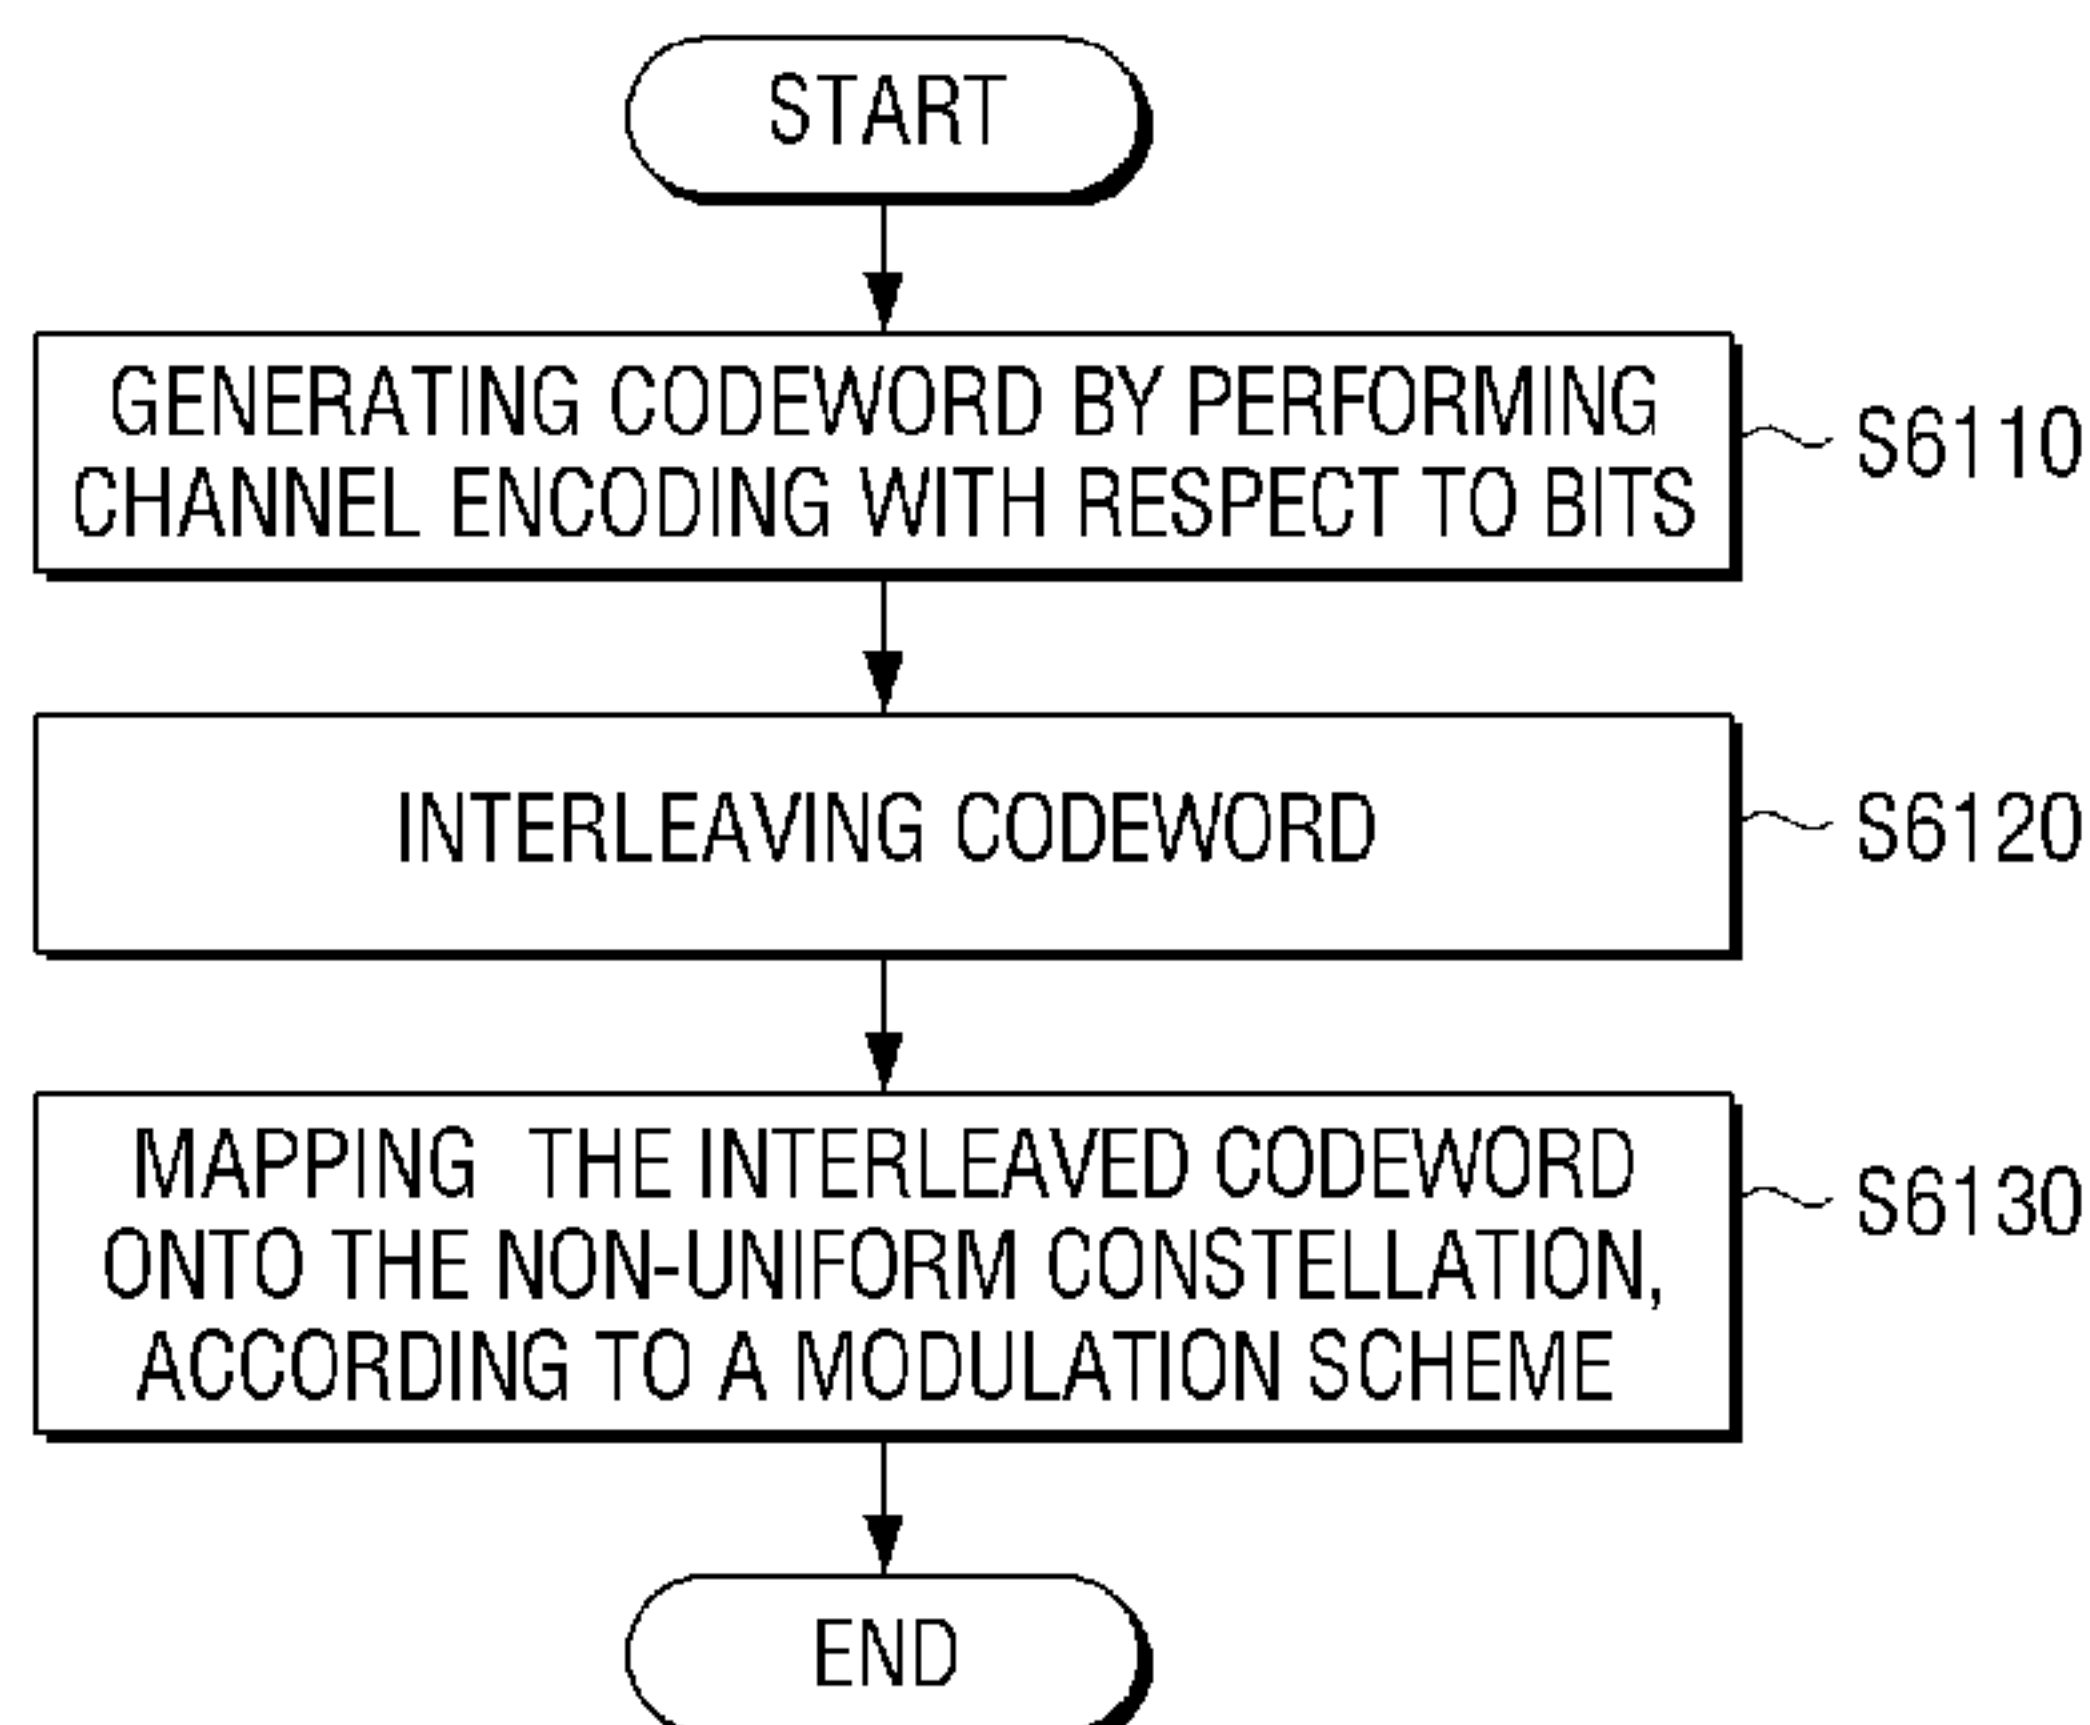 START
GENERATING CODEWORD BY PERFORMING
CHANNEL ENCODING WITH RESPECT TO BITS
S6110
INTERLEAVING CODEWORD
S6120
MAPPING THE INTERLEAVED CODEWORD
ONTO THE NON-UNIFORM CONSTELLATION,
ACCORDING TO A MODULATION SCHEME
S6130
END